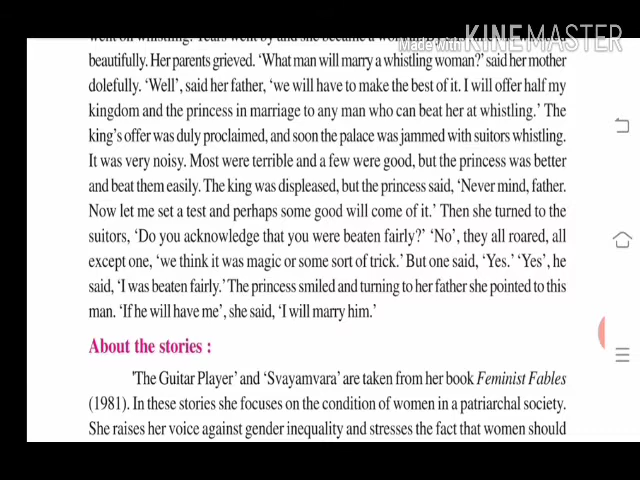 Made with KINEMASTER
beautifully. Her parents grieved. ‘What man will marry a whistling woman?’ said her mother
dolefully. ‘Well’, said her father, ‘we will have to make the best of it. I will offer half my
kingdom and the princess in marriage to any man who can beat her at whistling.’ The
king’s offer was duly proclaimed, and soon the palace was jammed with suitors whistling.
It was very noisy. Most were terrible and a few were good, but the princess was better
and beat them easily. The king was displeased, but the princess said, ‘Never mind, father.
Now let me set a test and perhaps some good will come of it.’ Then she turned to the
suitors, ‘Do you acknowledge that you were beaten fairly?’ ‘No’, they all roared, all
except one, ‘we think it was magic or some sort of trick.’ But one said, ‘Yes.’ ‘Yes’, he
said, ‘I was beaten fairly.’ The princess smiled and turning to her father she pointed to this
man. ‘If he will have me’, she said, ‘I will marry him.’
About the stories :
'The Guitar Player’ and ‘Svayamvara’ are taken from her book Feminist Fables
(1981). In these stories she focuses on the condition of women in a patriarchal society.
She raises her voice against gender inequality and stresses the fact that women should